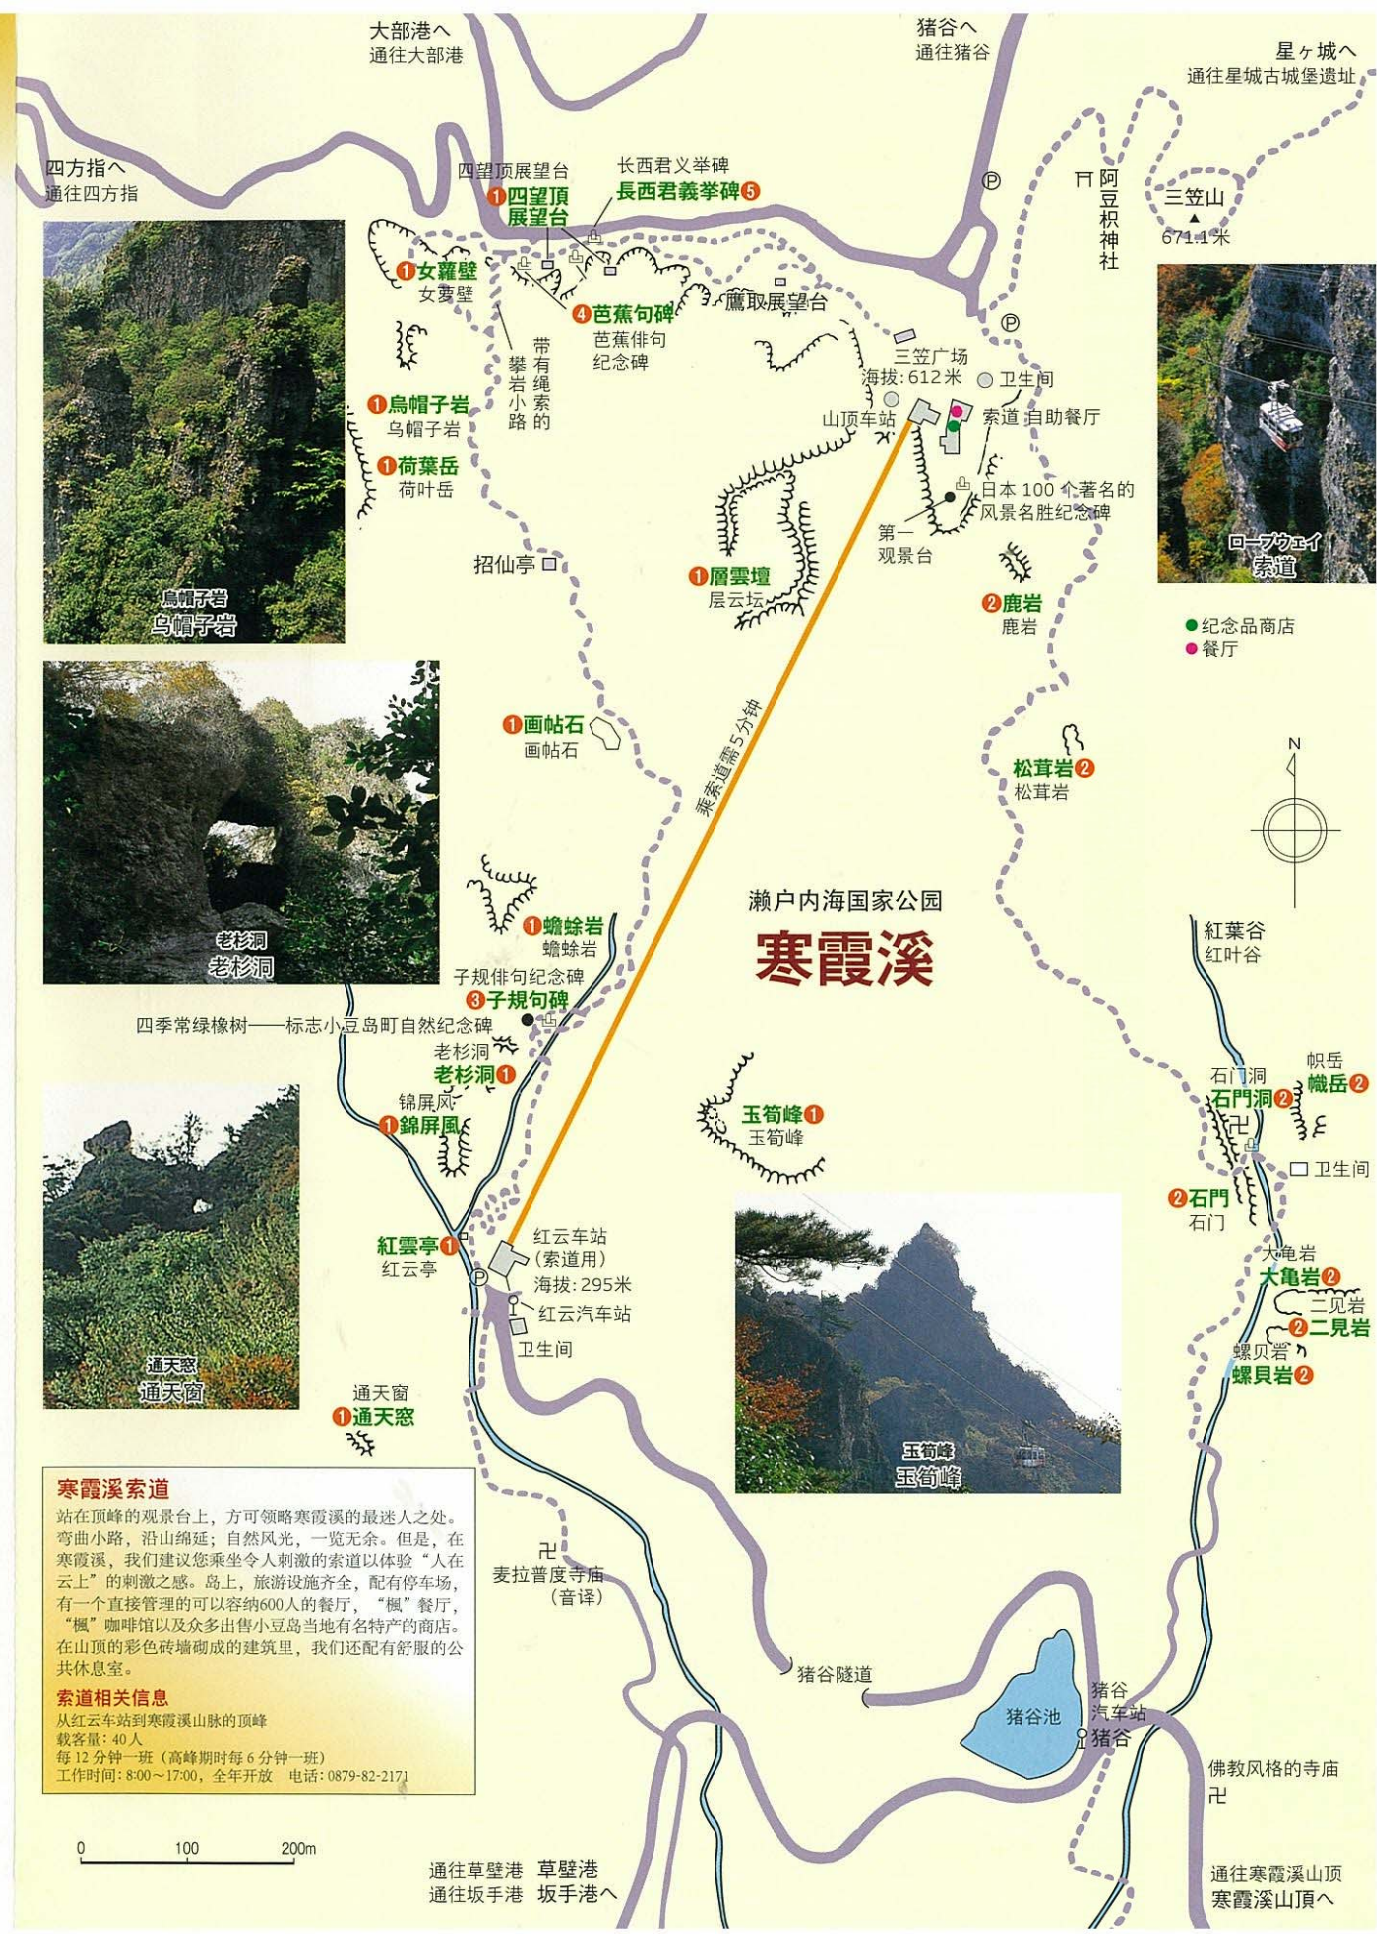 大部港へ
通往大部港
猪谷へ
通往猪谷
星ヶ城へ
通往星城古城堡遗址
四方指へ
通往四方指
四望顶展望台
❶四望頂
展望台
长西君义举碑
長西君義挙碑❺
P
阿豆枳神社
三笠山
671.1米
❶女蘿壁
女萝壁
❹芭蕉句碑
芭蕉俳句
纪念碑
鷹取展望台
P
带有绳索的
攀岩小路
三笠广场
海拔:612米
卫生间
山顶车站
索道 自助餐厅
❶烏帽子岩
乌帽子岩
❶荷葉岳
荷叶岳
日本100个著名的
风景名胜纪念碑
第一
观景台
招仙亭
❶層雲壇
层云坛
❷鹿岩
鹿岩
烏帽子岩
乌帽子岩
ロープウェイ
索道
纪念品商店
餐厅
❶画帖石
画帖石
乘索道需5分钟
松茸岩❷
松茸岩
N
老杉洞
老杉洞
❶蟾蜍岩
蟾蜍岩
濑户内海国家公园
寒霞溪
紅葉谷
红叶谷
子规俳句纪念碑
❸子規句碑
四季常绿橡树——标志小豆岛町自然纪念碑
老杉洞
老杉洞❶
锦屏风
❶錦屏風
玉筍峰❶
玉筍峰
石门洞
石門洞❷
卍
帜岳
幟岳❷
卫生间
❷石門
石门
紅雲亭❶
红云亭
P
红云车站
(索道用)
海拔:295米
红云汽车站
卫生间
大龟岩
大亀岩❷
二见岩
❷二見岩
螺贝岩
螺貝岩❷
通天窓
通天窗
通天窗
❶通天窓
玉筍峰
玉筍峰
寒霞溪索道
站在顶峰的观景台上，方可领略寒霞溪的最迷人之处。
弯曲小路，沿山绵延；自然风光，一览无余。但是，在
寒霞溪，我们建议您乘坐令人刺激的索道以体验“人在
云上”的刺激之感。岛上，旅游设施齐全，配有停车场，
有一个直接管理的可以容纳600人的餐厅，“楓”餐厅，
“楓”咖啡馆以及众多出售小豆岛当地有名特产的商店。
在山顶的彩色砖墙砌成的建筑里，我们还配有舒服的公
共休息室。
索道相关信息
从红云车站到寒霞溪山脉的顶峰
载客量：40人
每12分钟一班（高峰期时每6分钟一班）
工作时间：8:00～17:00，全年开放　电话：0879-82-2171
卍
麦拉普度寺庙
（音译）
猪谷隧道
猪谷池
猪谷
汽车站
猪谷
佛教风格的寺庙
卍
0 100 200m
通往草壁港 草壁港
通往坂手港 坂手港へ
通往寒霞溪山顶
寒霞溪山頂へ